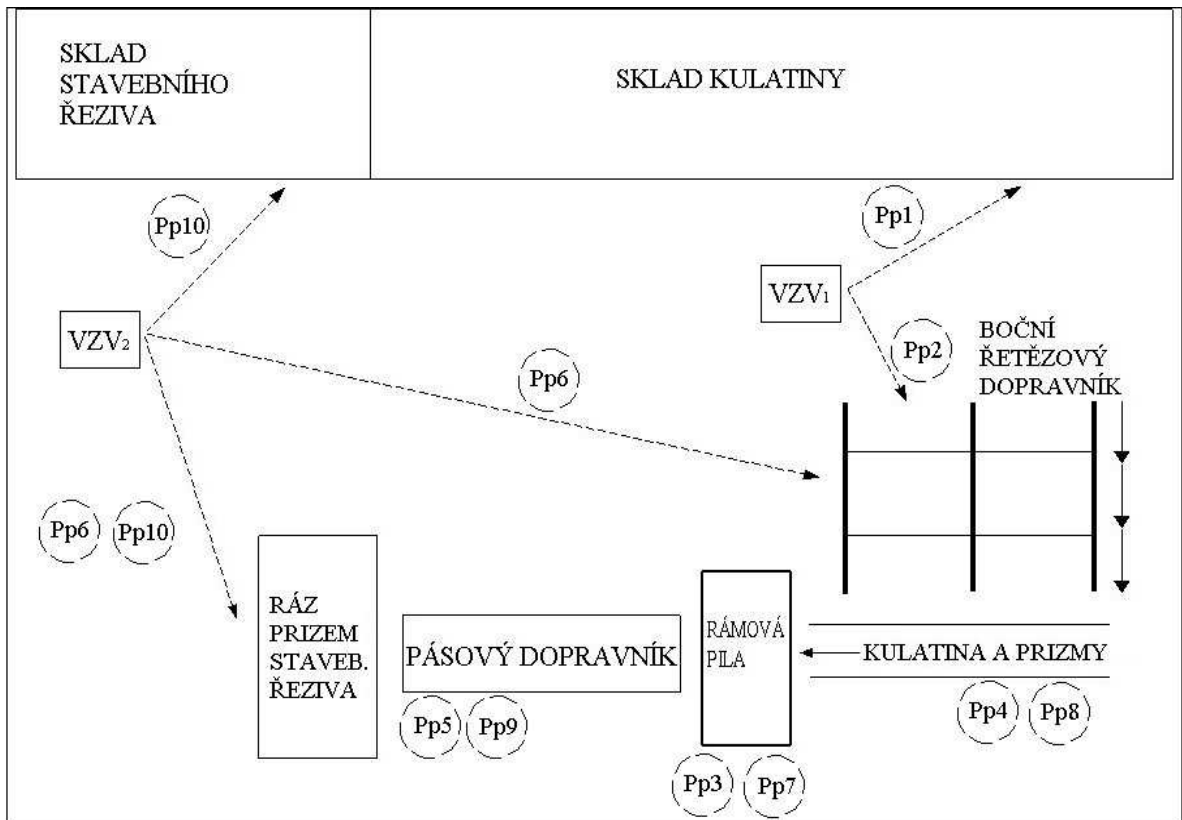 SKLAD
STAVEBNÍHO
ŘEZIVA
SKLAD KULATINY
Pp10
Pp1
VZV₁
VZV₂
Pp2
BOČNÍ
ŘETĚZOVÝ
DOPRAVNÍK
Pp6
Pp6
Pp10
RÁZ
PRIZEM
STAVEB.
ŘEZIVA
PÁSOVÝ DOPRAVNÍK
RÁMOVÁ
PILA
KULATINA A PRIZMY
Pp5
Pp9
Pp4
Pp8
Pp3
Pp7